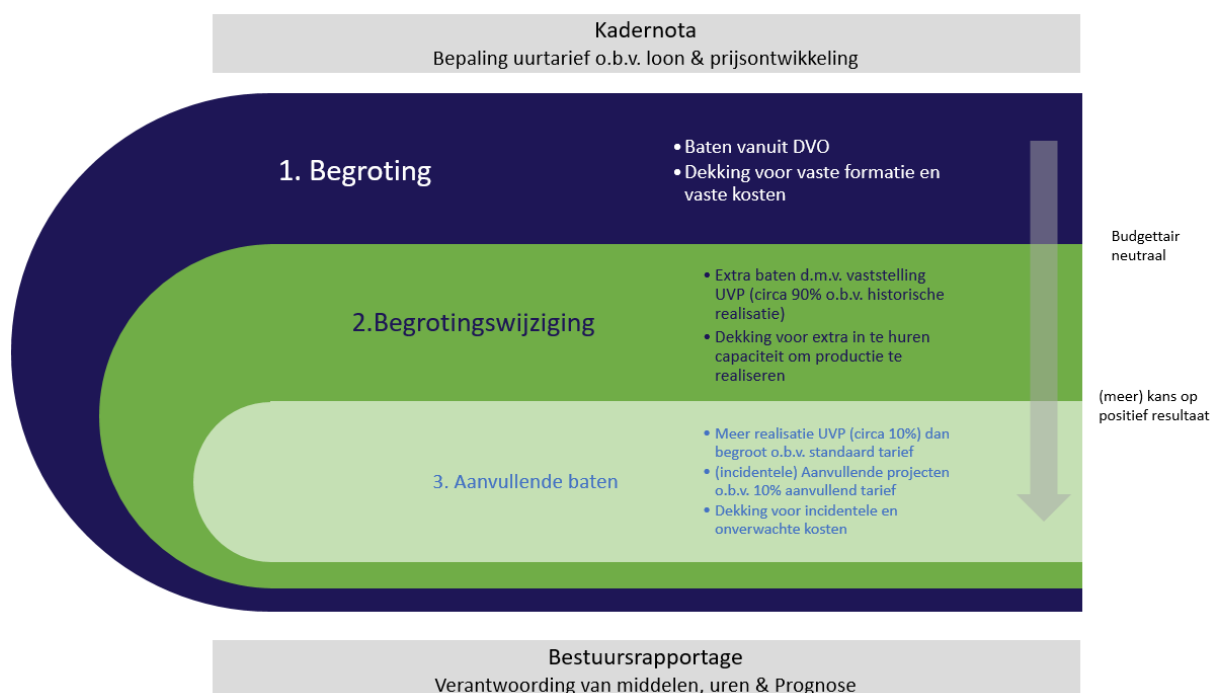 Kadernota
Bepaling uurtarief o.b.v. loon & prijsontwikkeling
1. Begroting
• Baten vanuit DVO
• Dekking voor vaste formatie en
vaste kosten
Budgettair
neutraal
2.Begrotingswijziging
• Extra baten d.m.v. vaststelling
UVP (circa 90% o.b.v. historische
realisatie)
• Dekking voor extra in te huren
capaciteit om productie te
realiseren
(meer) kans op
positief resultaat
3. Aanvullende baten
• Meer realisatie UVP (circa 10%) dan
begroot o.b.v. standaard tarief
• (incidentele) Aanvullende projecten
o.b.v. 10% aanvullend tarief
• Dekking voor incidentele en
onverwachte kosten
Bestuursrapportage
Verantwoording van middelen, uren & Prognose